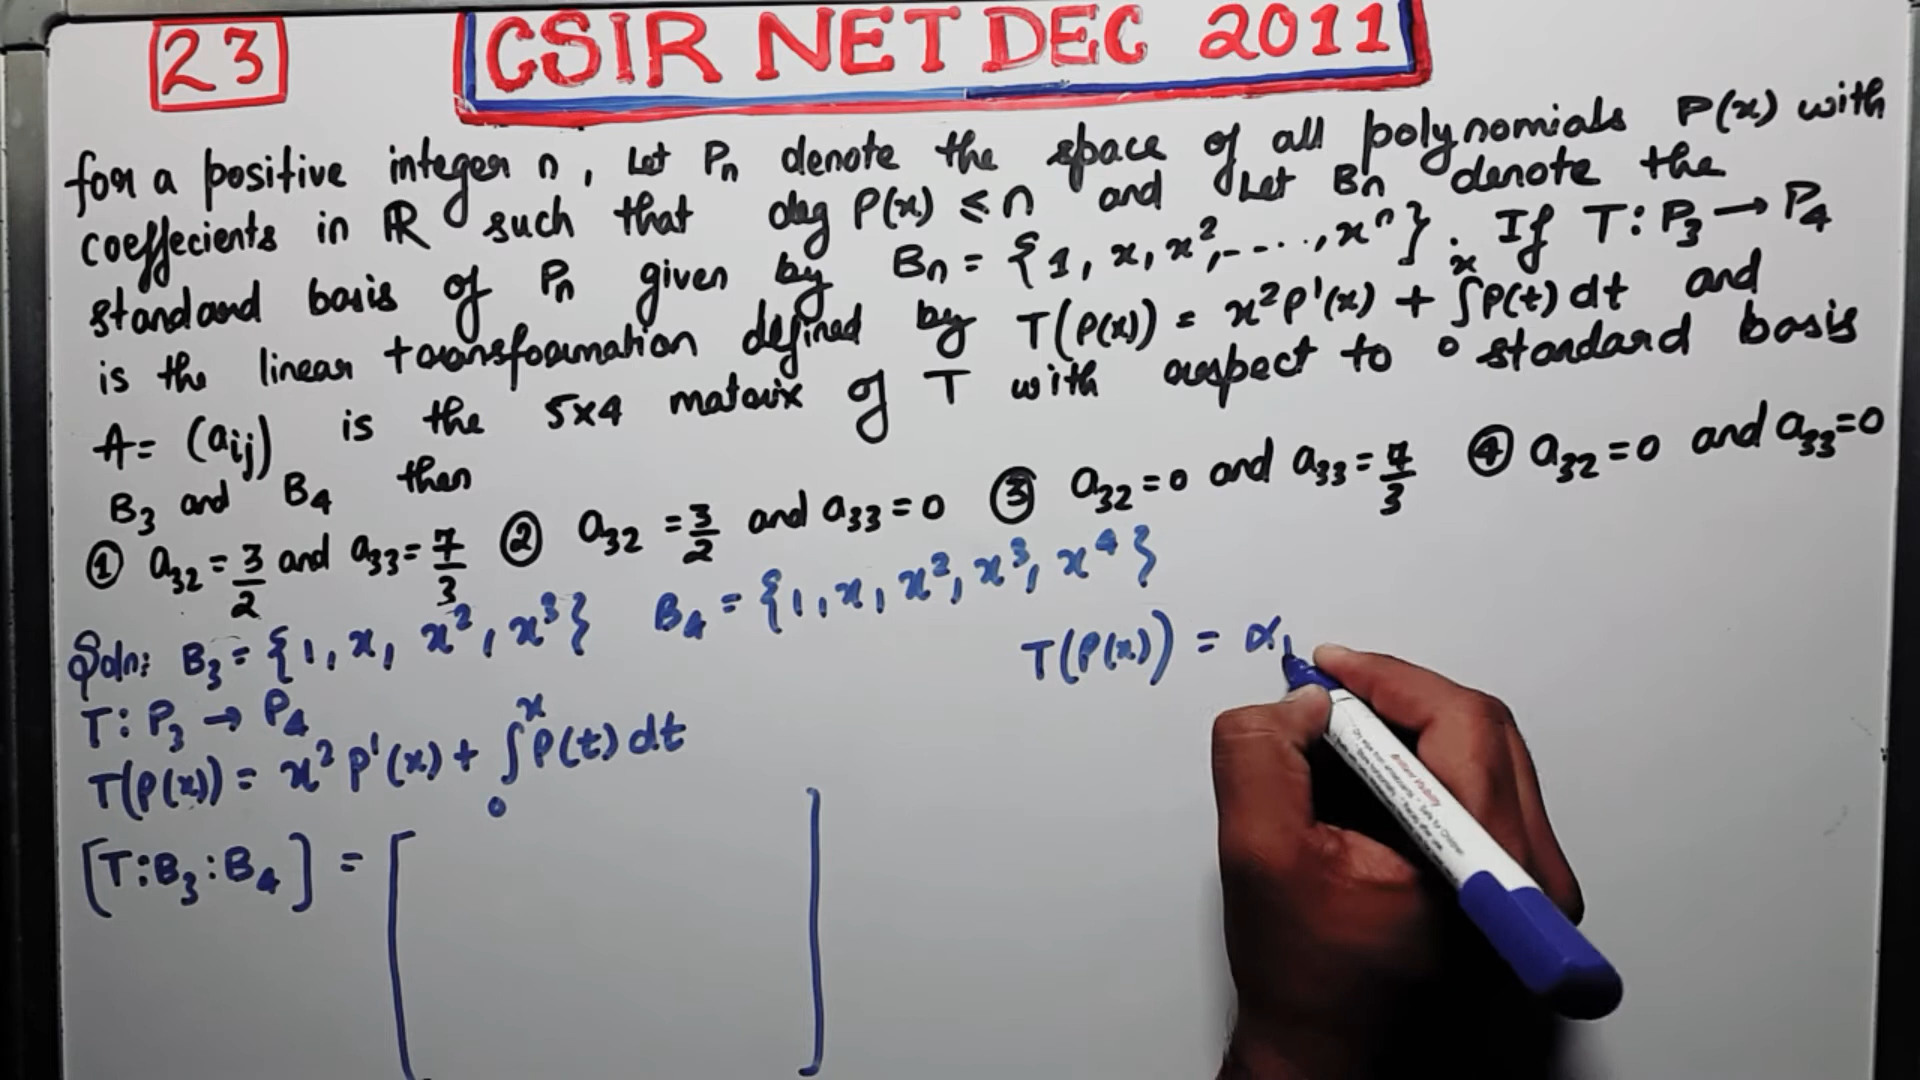 23
CSIR NET DEC 2011
for a positive integer n, Let Pn denote the space of all polynomials P(x) with
coeffecients in R such that deg P(x) ≤ n and Let Bn denote the
standard basis of Pn given by Bn = {1, x, x², -...., xⁿ}. If T: P₃ → P₄
is the linear transformation defined by T(P(x)) = x²P'(x) + ∫₀ˣ P(t) dt and
A = (aij) is the 5x4 matrix of T with respect to standard basis
B₃ and B₄ then
① a₃₂ = 3/2 and a₃₃ = 7/3 ② a₃₂ = 3/2 and a₃₃ = 0 ③ a₃₂ = 0 and a₃₃ = 7/3 ④ a₃₂ = 0 and a₃₃ = 0
Soln: B₃ = {1, x, x², x³} B₄ = {1, x, x², x³, x⁴}
T: P₃ → P₄
T(P(x)) = x² P'(x) + ∫₀ˣ P(t) dt
[T:B₃:B₄] = [ ]
T(P(x)) = α₁